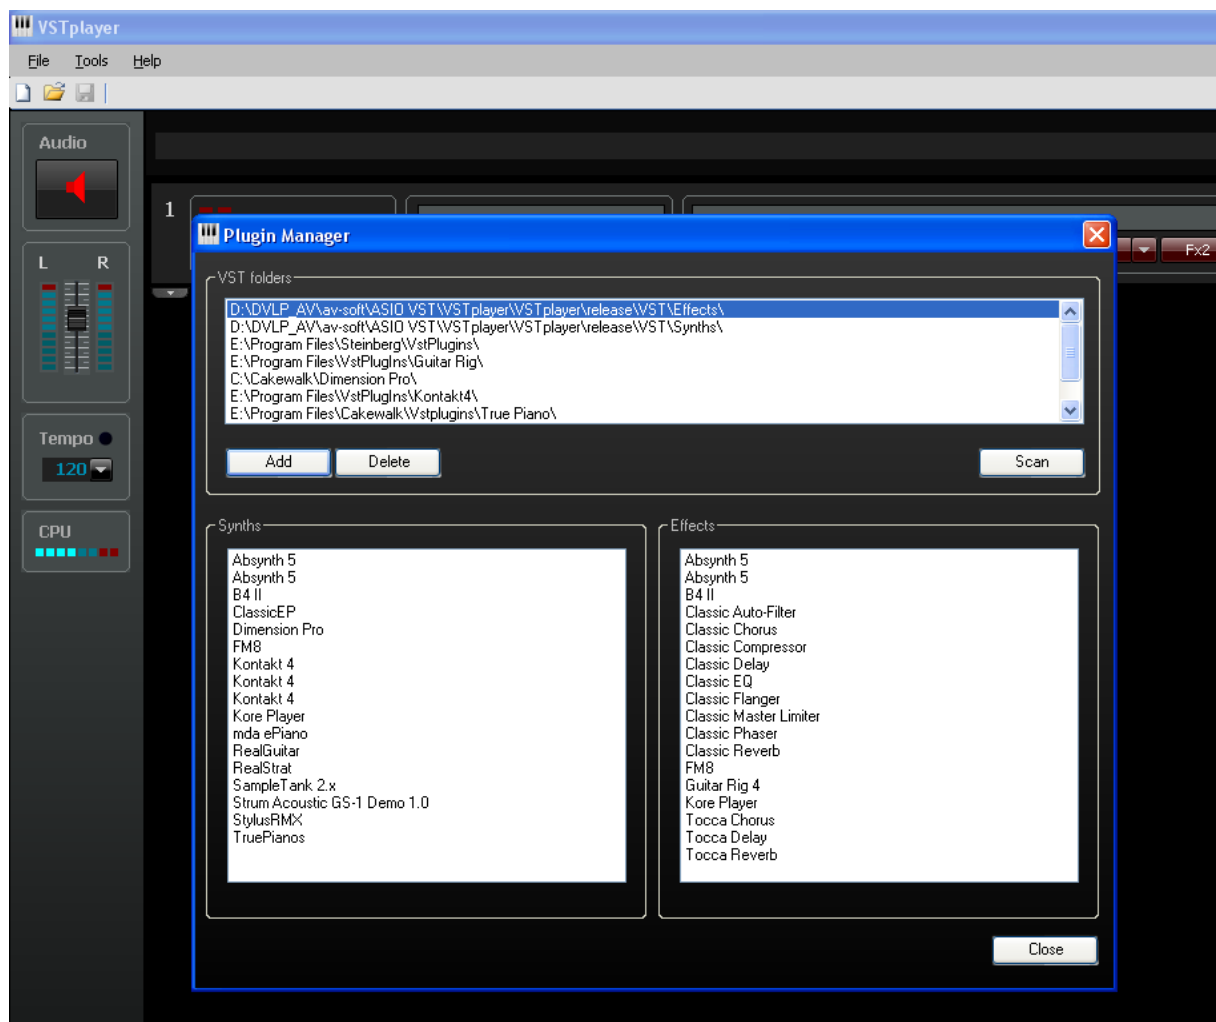 VSTplayer
File Tools Help
Audio
1
L R
Tempo
120
CPU
Fx2
Plugin Manager
VST folders
D:\DVLP_AV\av-soft\ASIO VST\VSTplayer\VSTplayer\release\VST\Effects\
D:\DVLP_AV\av-soft\ASIO VST\VSTplayer\VSTplayer\release\VST\Synths\
E:\Program Files\Steinberg\VstPlugins\
E:\Program Files\VstPlugIns\Guitar Rig\
C:\Cakewalk\Dimension Pro\
E:\Program Files\VstPlugIns\Kontakt4\
E:\Program Files\Cakewalk\Vstplugins\True Piano\
Add Delete Scan
Synths
Absynth 5
Absynth 5
B4 II
ClassicEP
Dimension Pro
FM8
Kontakt 4
Kontakt 4
Kontakt 4
Kore Player
mda ePiano
RealGuitar
RealStrat
SampleTank 2.x
Strum Acoustic GS-1 Demo 1.0
StylusRMX
TruePianos
Effects
Absynth 5
Absynth 5
B4 II
Classic Auto-Filter
Classic Chorus
Classic Compressor
Classic Delay
Classic EQ
Classic Flanger
Classic Master Limiter
Classic Phaser
Classic Reverb
FM8
Guitar Rig 4
Kore Player
Tocca Chorus
Tocca Delay
Tocca Reverb
Close